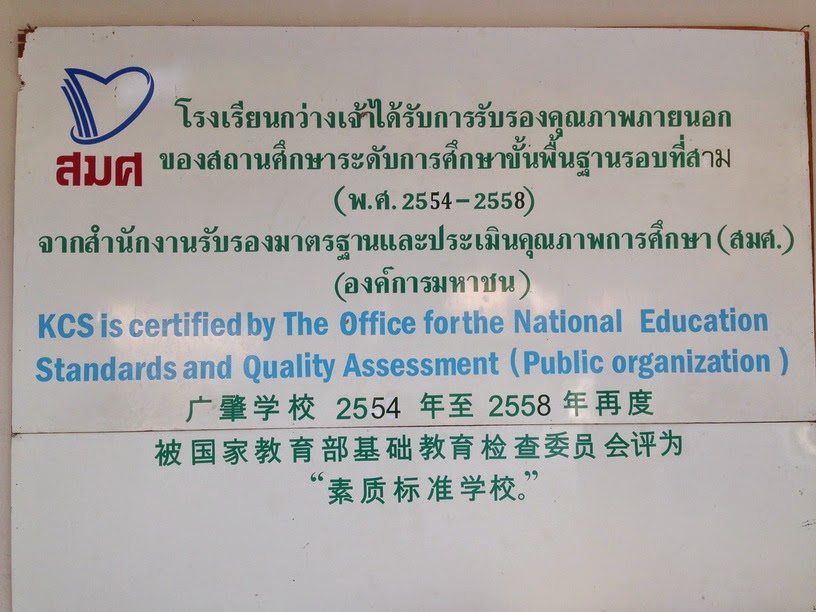 สมศ
โรงเรียนกว่างเจ้าได้รับการรับรองคุณภาพภายนอก
ของสถานศึกษาระดับการศึกษาขั้นพื้นฐานรอบที่สาม
(พ.ศ. 2554-2558)
จากสำนักงานรับรองมาตรฐานและประเมินคุณภาพการศึกษา (สมศ.)
(องค์การมหาชน)
KCS is certified by The Office forthe National Education
Standards and Quality Assessment (Public organization)
广肇学校 2554 年至 2558 年再度
被国家教育部基础教育检查委员会评为
“素质标准学校。”